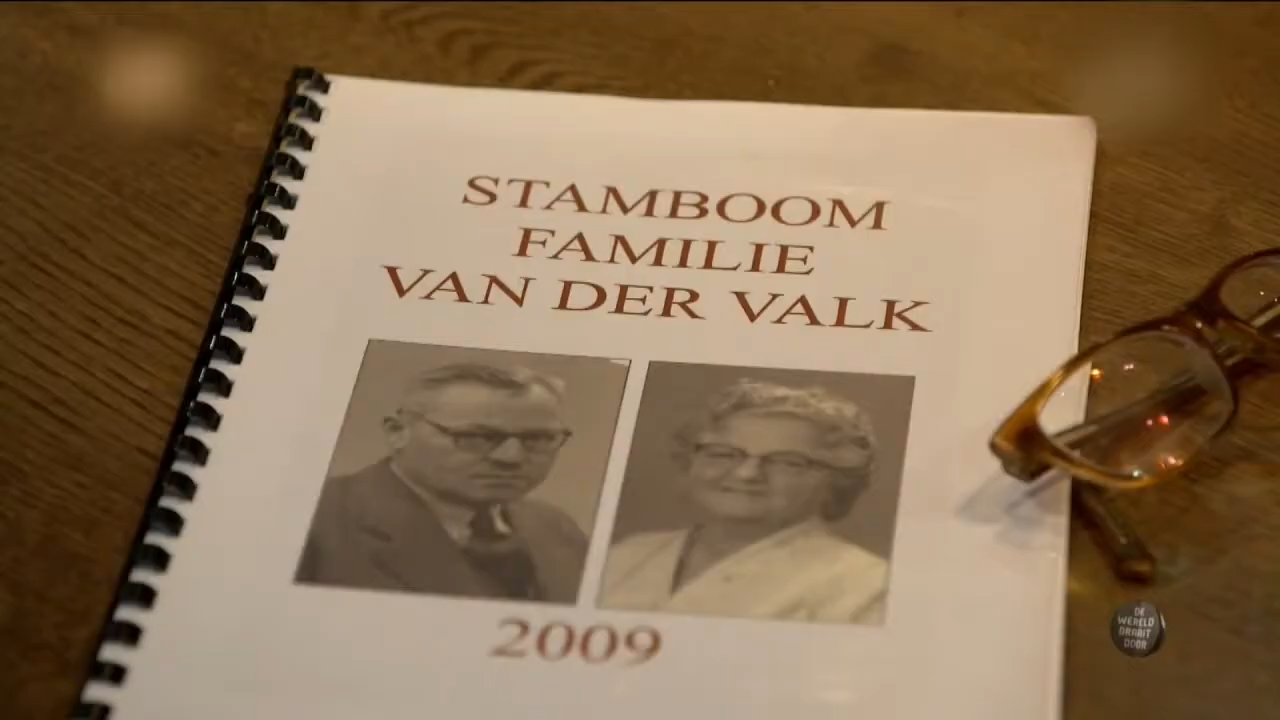 STAMBOOM
FAMILIE
VAN DER VALK
2009
DE
WERELD
DRAAIT
DOOR